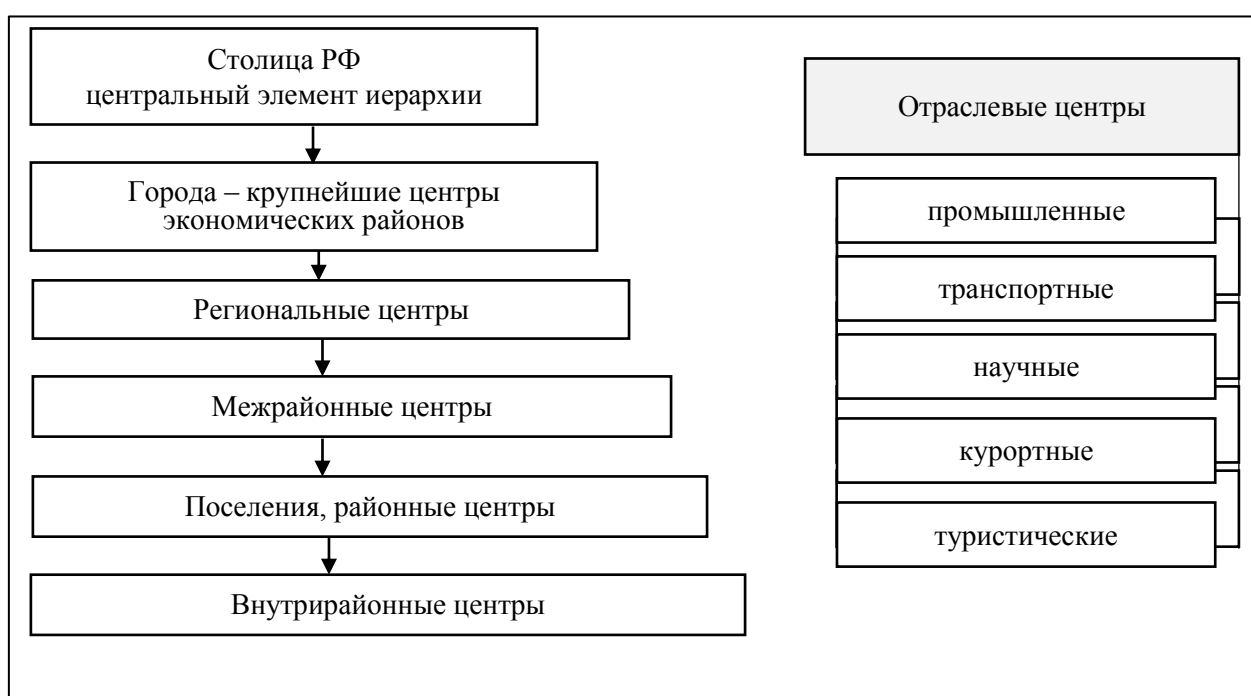 Столица РФ
центральный элемент иерархии
Города – крупнейшие центры
экономических районов
Региональные центры
Межрайонные центры
Поселения, районные центры
Внутрирайонные центры
Отраслевые центры
промышленные
транспортные
научные
курортные
туристические